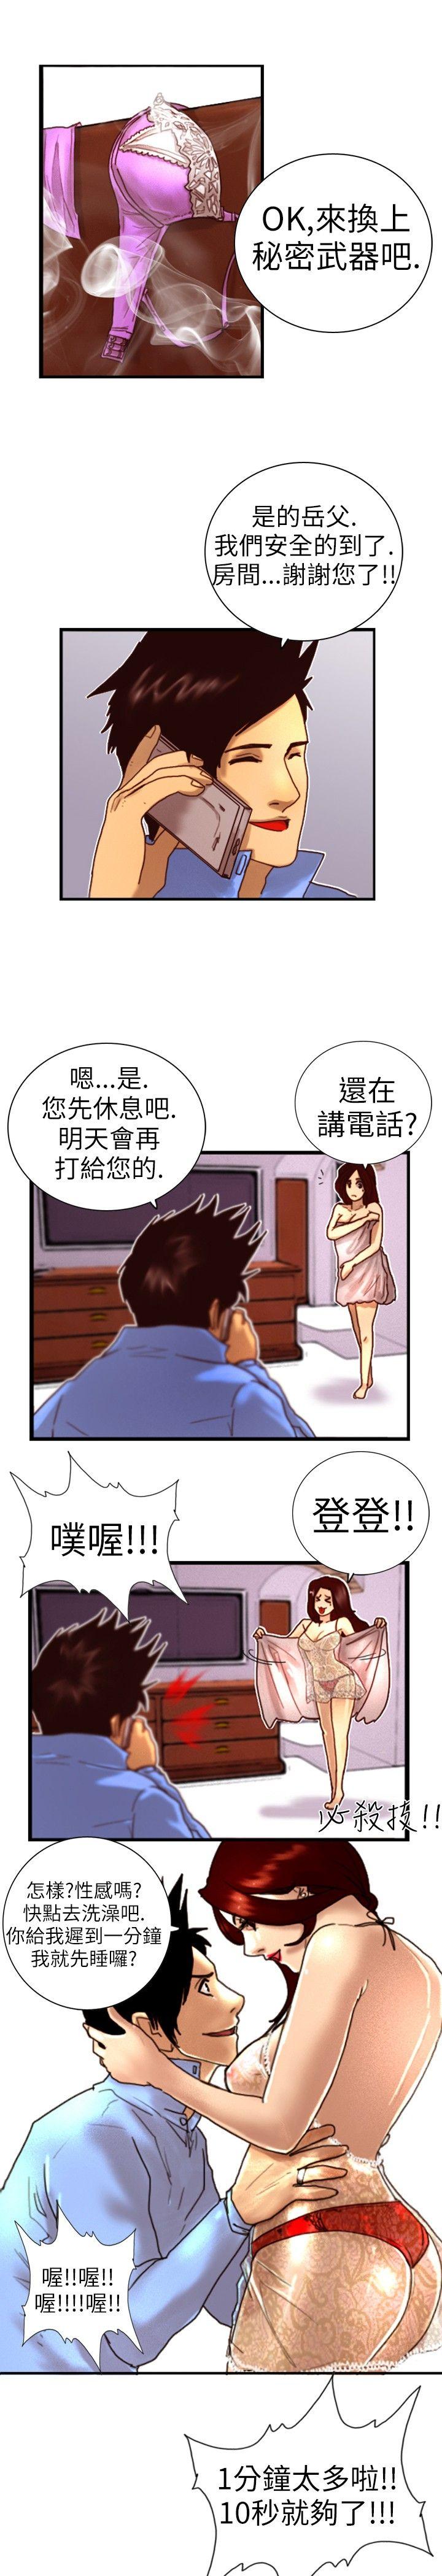 OK,來換上
秘密武器吧.
是的岳父.
我們安全的到了.
房間...謝謝您了!!
嗯...是.
您先休息吧.
明天會再
打給您的.
還在
講電話?
噗喔!!!
登登!!
必殺技!!
怎樣?性感嗎?
快點去洗澡吧.
你給我遲到一分鐘
我就先睡囉?
喔!!喔!!
喔!!!!喔!!
1分鐘太多啦!!
10秒就夠了!!!